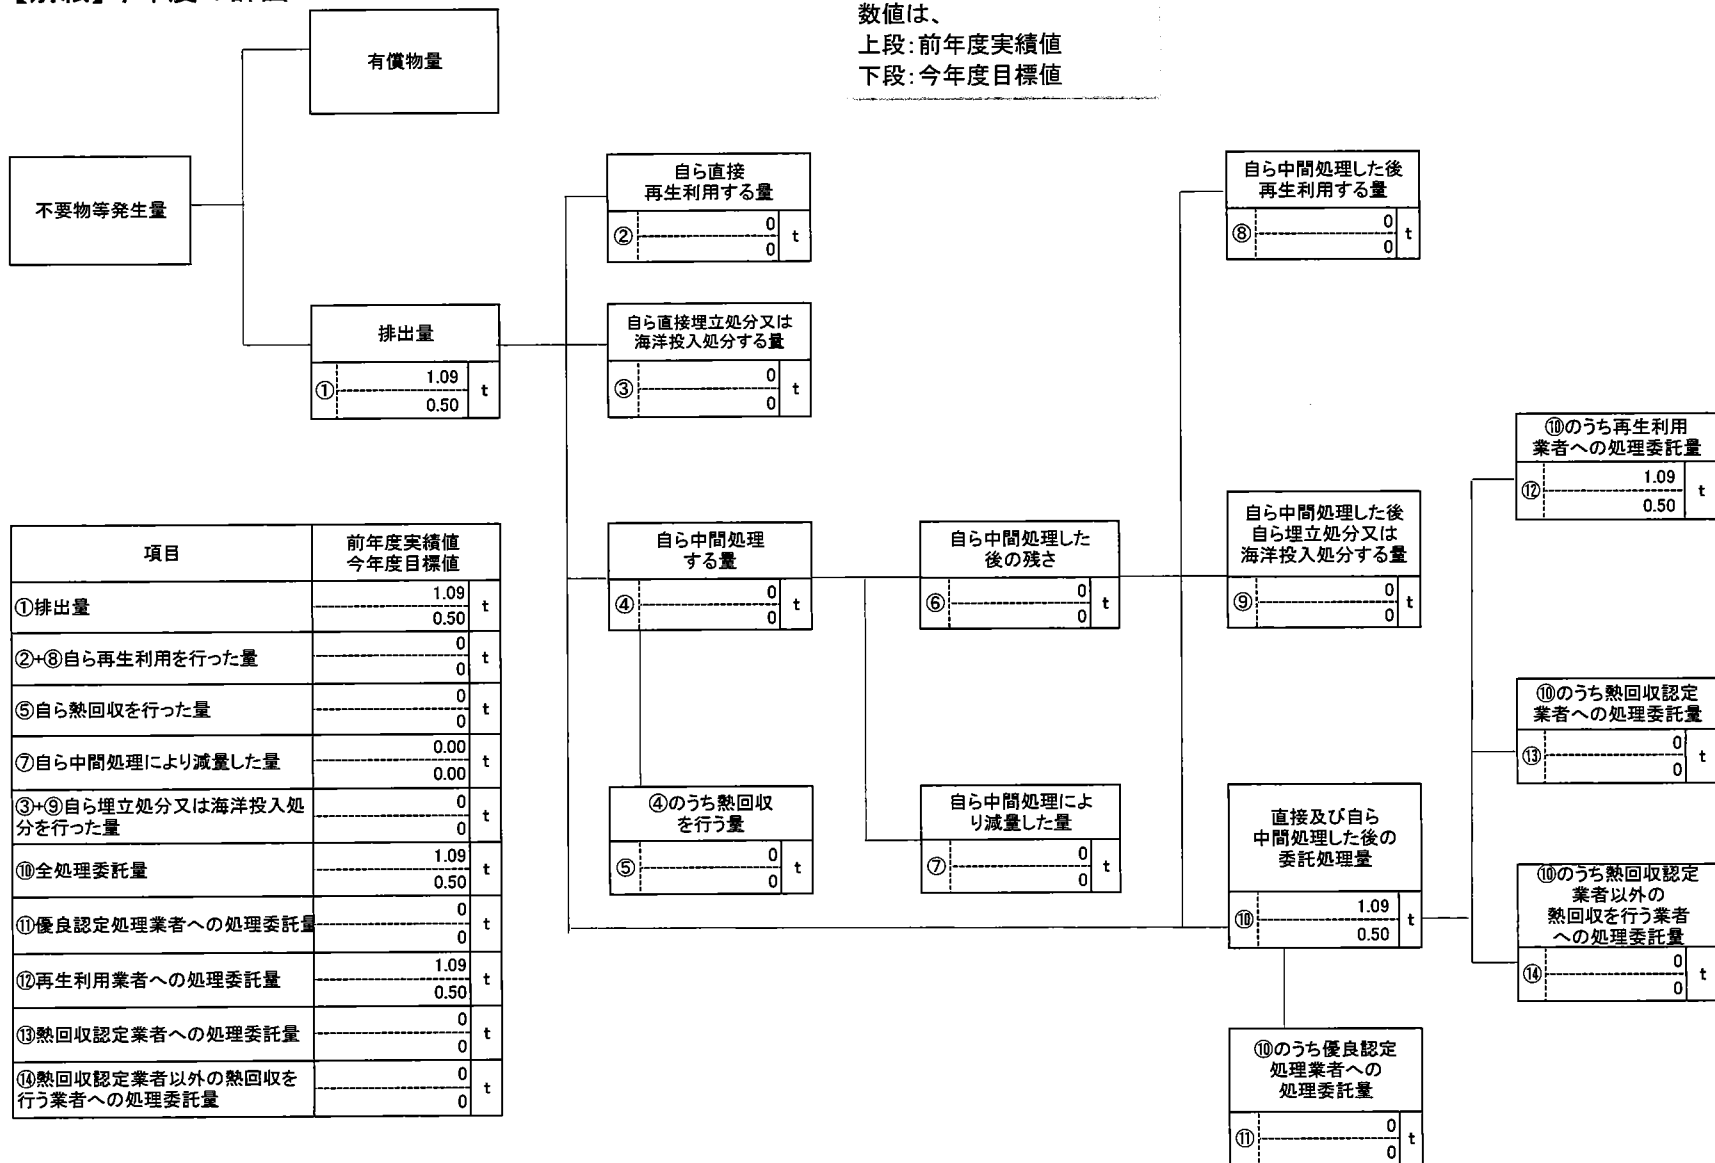 数値は、
上段：前年度実績値
下段：今年度目標値
有償物量
不要物等発生量
排出量
①
1.09
0.50
t
自ら直接
再生利用する量
②
0
0
t
自ら直接埋立処分又は
海洋投入処分する量
③
0
0
t
自ら中間処理
する量
④
0
0
t
④のうち熱回収
を行う量
⑤
0
0
t
自ら中間処理した
後の残さ
⑥
0
0
t
自ら中間処理によ
り減量した量
⑦
0
0
t
自ら中間処理した後
再生利用する量
⑧
0
0
t
自ら中間処理した後
自ら埋立処分又は
海洋投入処分する量
⑨
0
0
t
直接及び自ら
中間処理した後の
委託処理量
⑩
1.09
0.50
t
⑩のうち優良認定
処理業者への
処理委託量
⑪
0
0
t
⑩のうち再生利用
業者への処理委託量
⑫
1.09
0.50
t
⑩のうち熱回収認定
業者への処理委託量
⑬
0
0
t
⑩のうち熱回収認定
業者以外の
熱回収を行う業者
への処理委託量
⑭
0
0
t
項目
前年度実績値
今年度目標値
①排出量
1.09
0.50
t
②+⑧自ら再生利用を行った量
0
0
t
⑤自ら熱回収を行った量
0
0
t
⑦自ら中間処理により減量した量
0.00
0.00
t
③+⑨自ら埋立処分又は海洋投入処
分を行った量
0
0
t
⑩全処理委託量
1.09
0.50
t
⑪優良認定処理業者への処理委託量
0
0
t
⑫再生利用業者への処理委託量
1.09
0.50
t
⑬熱回収認定業者への処理委託量
0
0
t
⑭熱回収認定業者以外の熱回収を
行う業者への処理委託量
0
0
t